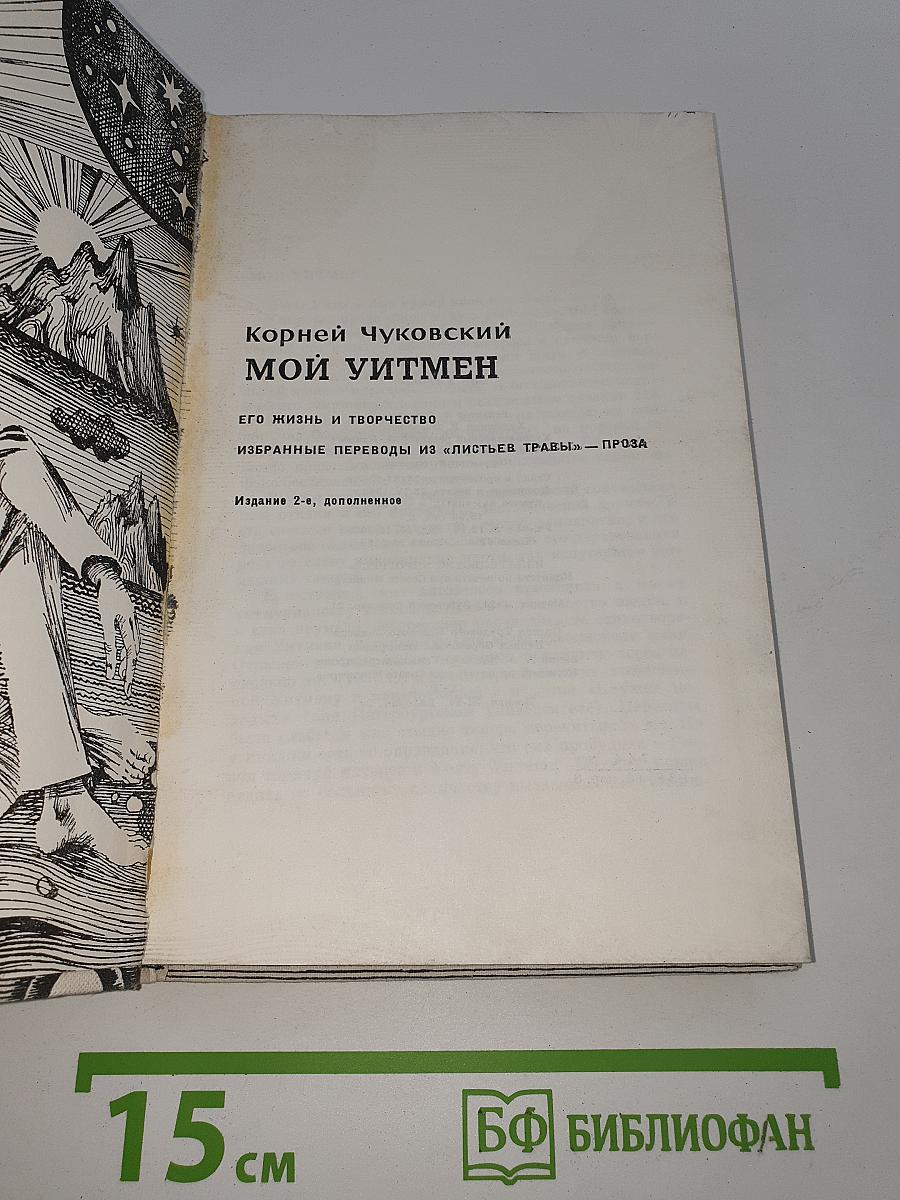 Корней Чуковский
МОЙ УИТМЕН
ЕГО ЖИЗНЬ И ТВОРЧЕСТВО
ИЗБРАННЫЕ ПЕРЕВОДЫ ИЗ «ЛИСТЬЕВ ТРАВЫ» — ПРОЗА
Издание 2-е, дополненное
15 см
БФ БИБЛИОФАН